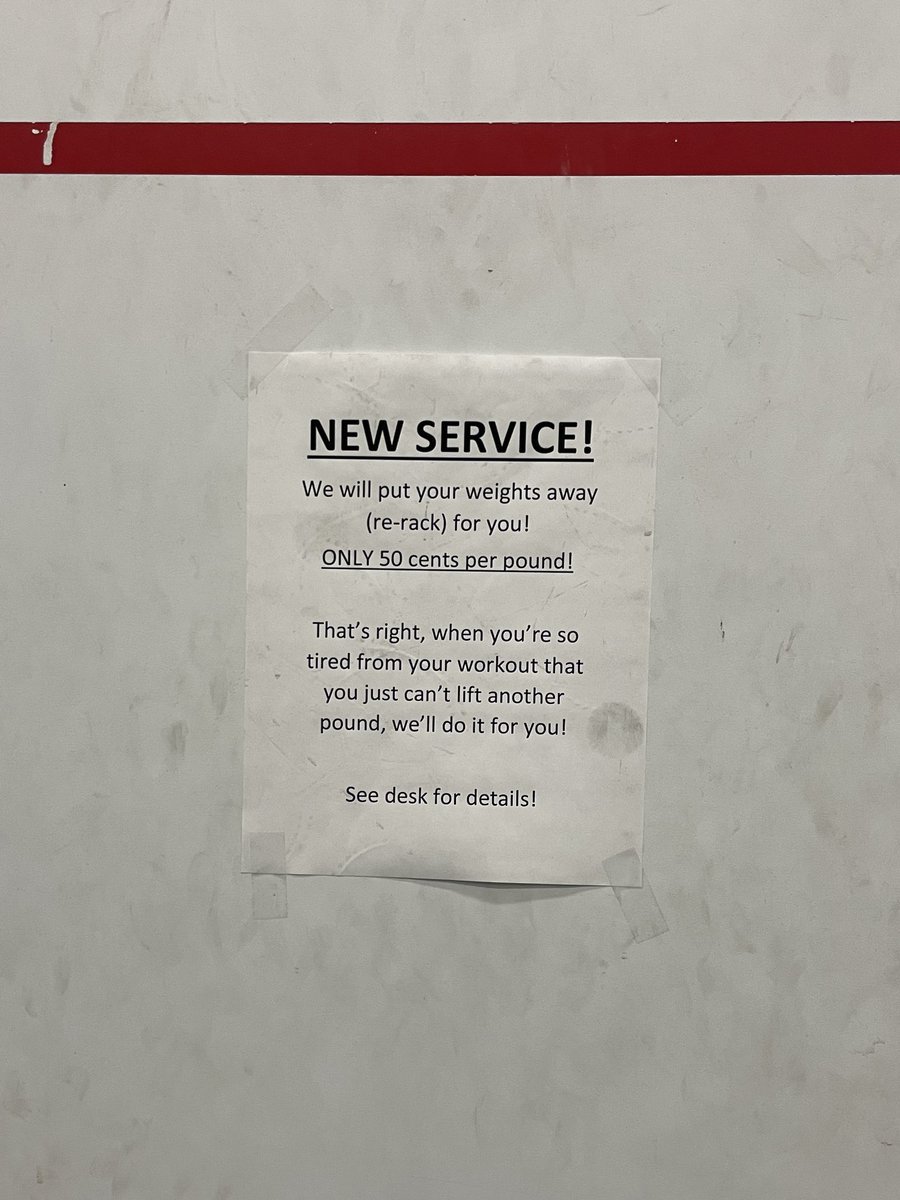 NEW SERVICE!
We will put your weights away
(re-rack) for you!
ONLY 50 cents per pound!
That's right, when you're so
tired from your workout that
you just can't lift another
pound, we'll do it for you!
See desk for details!